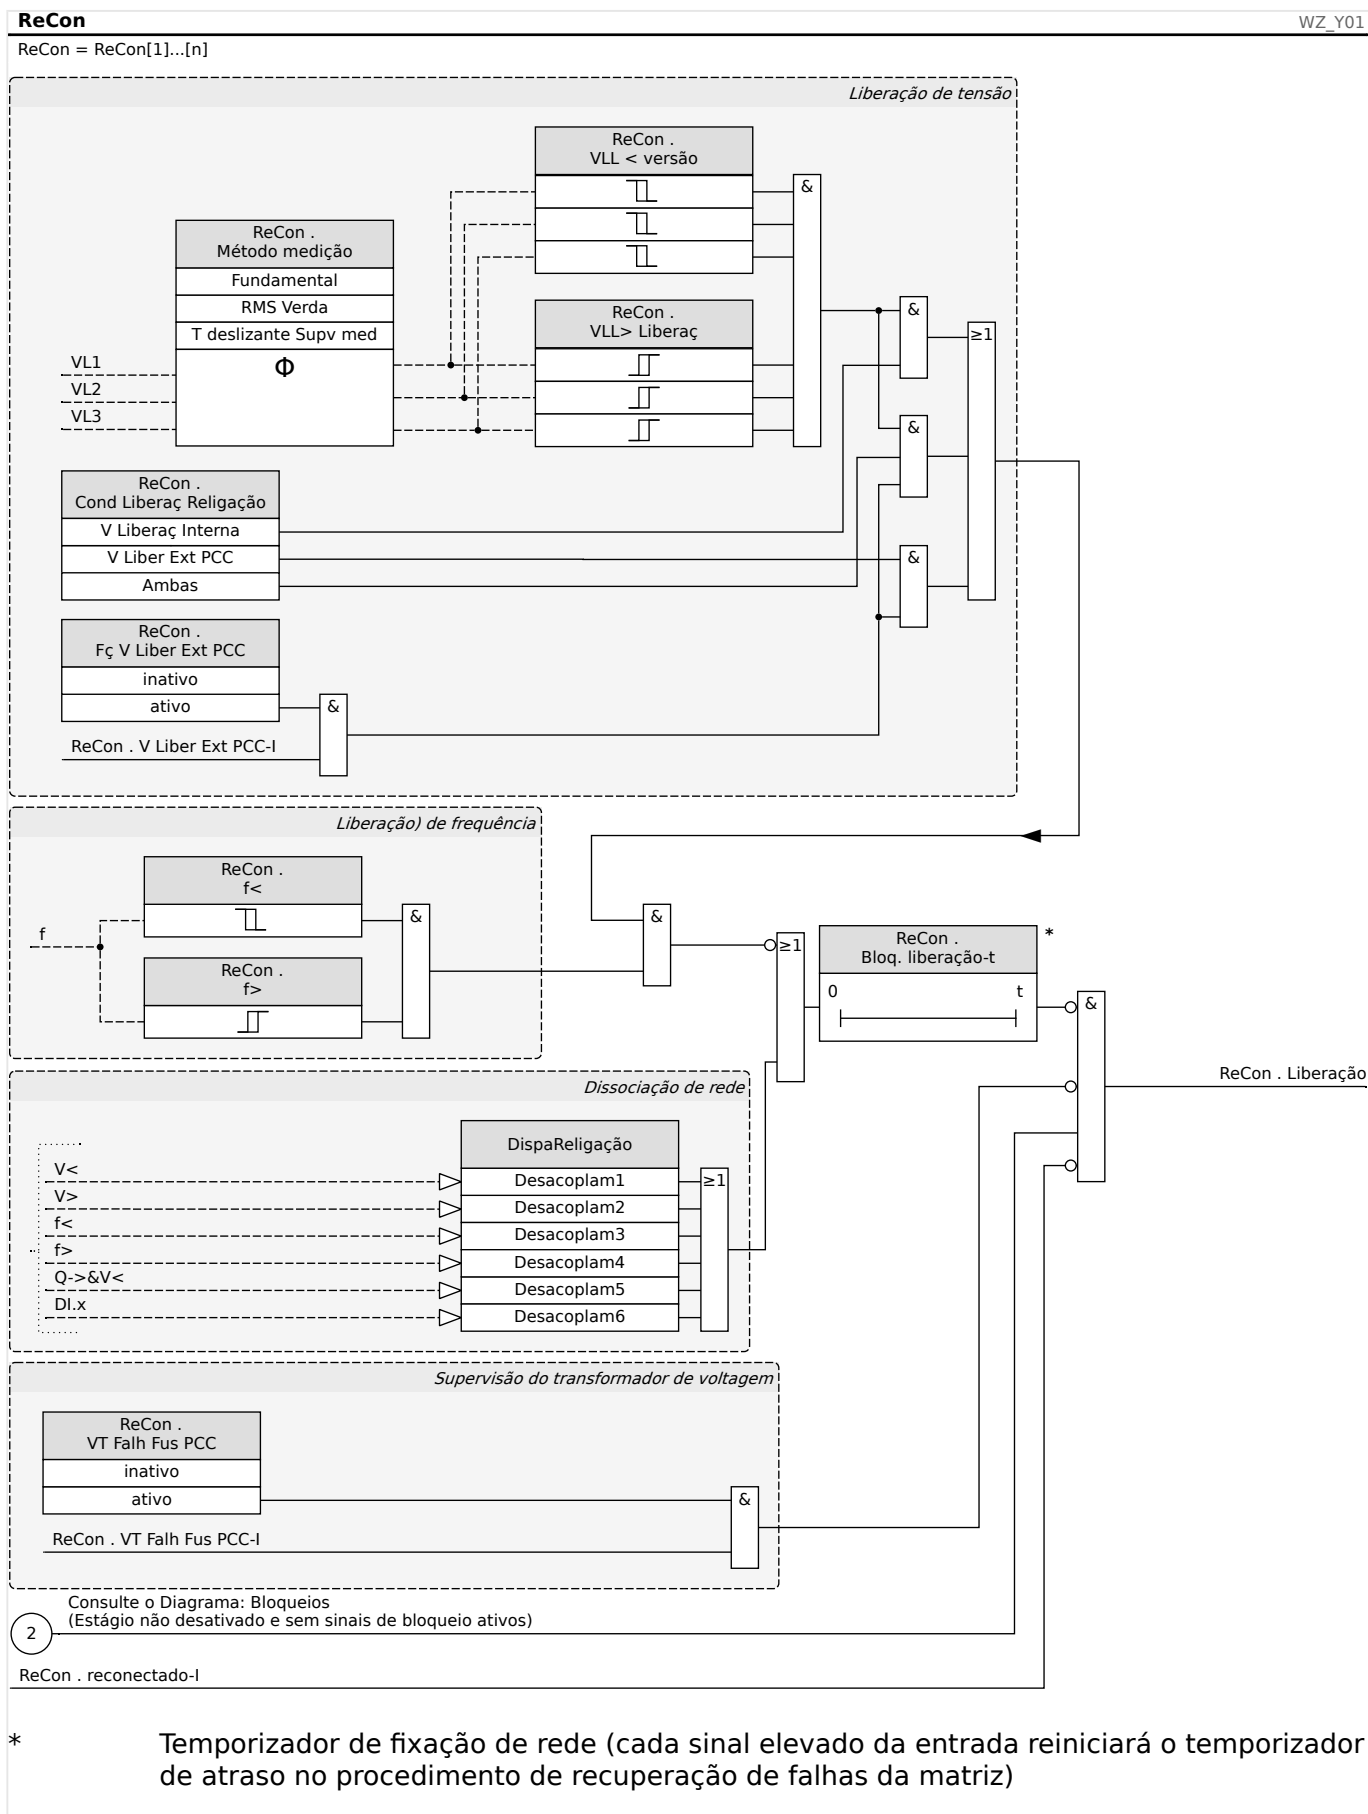 ReCon
WZ_Y01
ReCon = ReCon[1]...[n]
Liberação de tensão
ReCon .
VLL < versão
&
ReCon .
Método medição
Fundamental
RMS Verda
T deslizante Supv med
Φ
VL1
VL2
VL3
ReCon .
VLL> Liberaç
&
≥1
&
ReCon .
Cond Liberaç Religação
V Liberaç Interna
V Liber Ext PCC
Ambas
&
ReCon .
Fç V Liber Ext PCC
inativo
ativo
&
ReCon . V Liber Ext PCC-I
Liberação) de frequência
ReCon .
f<
f
&
ReCon .
f>
&
≥1
ReCon .
Bloq. liberação-t
*
0 t
&
ReCon . Liberação
Dissociação de rede
DispaReligação
V<
V>
f<
f>
Q->&V<
DI.x
Desacoplam1
Desacoplam2
Desacoplam3
Desacoplam4
Desacoplam5
Desacoplam6
≥1
Supervisão do transformador de voltagem
ReCon .
VT Falh Fus PCC
inativo
ativo
&
ReCon . VT Falh Fus PCC-I
Consulte o Diagrama: Bloqueios
(Estágio não desativado e sem sinais de bloqueio ativos)
2
ReCon . reconectado-I
* Temporizador de fixação de rede (cada sinal elevado da entrada reiniciará o temporizador
de atraso no procedimento de recuperação de falhas da matriz)